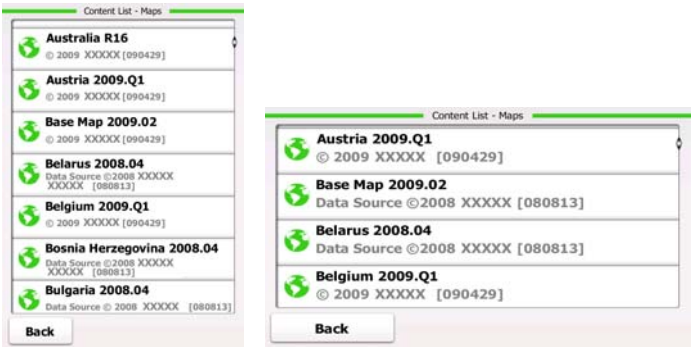 Content List - Maps
Australia R16
© 2009 XXXXX [090429]
Austria 2009.Q1
© 2009 XXXXX [090429]
Base Map 2009.02
© 2009 XXXXX [090429]
Belarus 2008.04
Data Source ©2008 XXXXX
XXXXX [080813]
Belgium 2009.Q1
© 2009 XXXXX [090429]
Bosnia Herzegovina 2008.04
Data Source ©2008 XXXXX
XXXXX [080813]
Bulgaria 2008.04
Data Source © 2008 XXXXX [080813]
Back
Content List - Maps
Austria 2009.Q1
© 2009 XXXXX [090429]
Base Map 2009.02
Data Source ©2008 XXXXX [080813]
Belarus 2008.04
Data Source ©2008 XXXXX [080813]
Belgium 2009.Q1
© 2009 XXXXX [090429]
Back